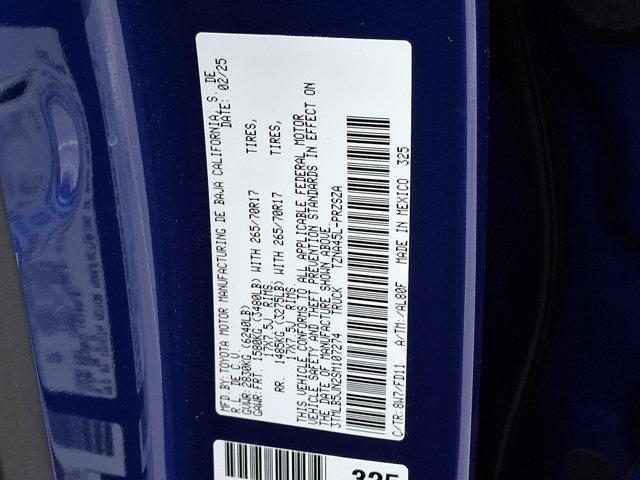 MFD.BY:TOYOTA MOTOR MANUFACTURING DE BAJA CALIFORNIA S. DE
R.L. DE C.V. DATE: 02/25
GVWR: 2830KG (6240LB)
GAWR:FRT. 1580KG (3480LB) WITH 265/70R17 TIRES,
17X7.5J RIMS,
RR. 1485KG (3275LB) WITH 265/70R17 TIRES,
17X7.5J RIMS
THIS VEHICLE CONFORMS TO ALL APPLICABLE FEDERAL MOTOR
VEHICLE SAFETY AND THEFT PREVENTION STANDARDS IN EFFECT ON
THE DATE OF MANUFACTURE SHOWN ABOVE.
3TMLB5JN2SM107274 TRUCK TZNA45L-PRZSZA
C/TR:8W7/FD11 A/TM:/AL80F MADE IN MEXICO 325
325